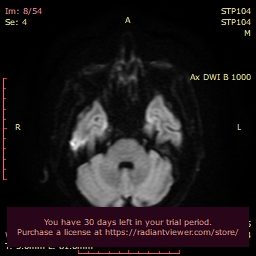 Im: 8/54
Se: 4
A
STP104
STP104
M
Ax DWI B 1000
R
L
You have 30 days left in your trial period.
Purchase a license at https://radiantviewer.com/store/